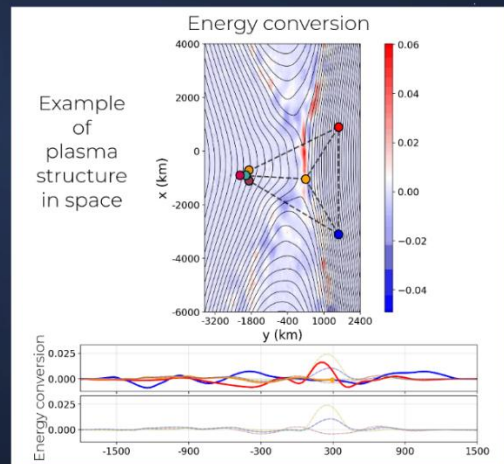 Energy conversion
Example
of
plasma
structure
in space
4000
2000
0
-2000
-4000
-6000
x (km)
-3200 -1800 -400 1000 2400
y (km)
0.06
0.04
0.02
0.00
−0.02
−0.04
Energy conversion
0.025
0.000
0.025
0.000
-1500 -900 -300 300 900 1500